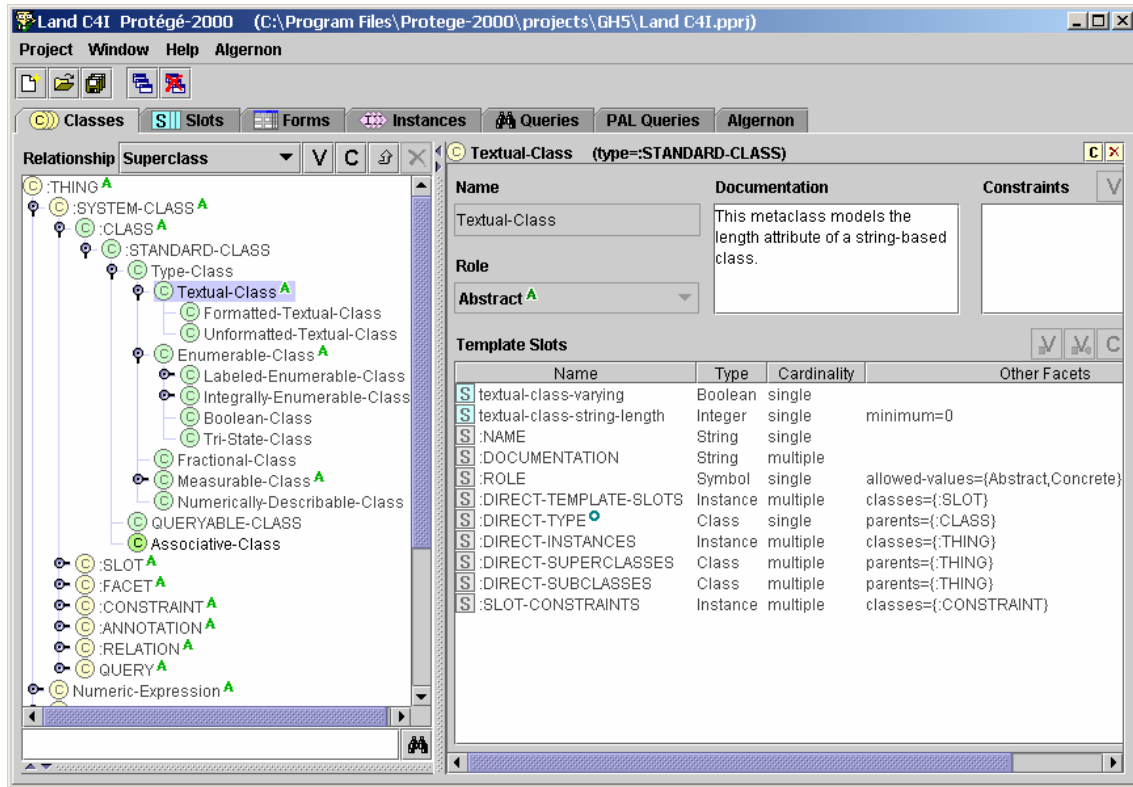 Land C4I Protégé-2000 (C:\Program Files\Protege-2000\projects\GH5\Land C4I.pprj)
Project Window Help Algernon
C Classes S Slots Forms I Instances Queries PAL Queries Algernon
Relationship Superclass V C
C :THING A
C :SYSTEM-CLASS A
C :CLASS A
C :STANDARD-CLASS
C Type-Class
C Textual-Class A
C Formatted-Textual-Class
C Unformatted-Textual-Class
C Enumerable-Class A
C Labeled-Enumerable-Class
C Integrally-Enumerable-Class
C Boolean-Class
C Tri-State-Class
C Fractional-Class
C Measurable-Class A
C Numerically-Describable-Class
C QUERYABLE-CLASS
C Associative-Class
C :SLOT A
C :FACET A
C :CONSTRAINT A
C :ANNOTATION A
C :RELATION A
C QUERY A
C Numeric-Expression A
C Textual-Class (type=:STANDARD-CLASS) C
Name Documentation Constraints V
Textual-Class
This metaclass models the
length attribute of a string-based
class.
Role
Abstract A
Template Slots V V C
Name Type Cardinality Other Facets
S textual-class-varying Boolean single
S textual-class-string-length Integer single minimum=0
S :NAME String single
S :DOCUMENTATION String multiple
S :ROLE Symbol single allowed-values={Abstract,Concrete}
S :DIRECT-TEMPLATE-SLOTS Instance multiple classes={:SLOT}
S :DIRECT-TYPE Class single parents={:CLASS}
S :DIRECT-INSTANCES Instance multiple classes={:THING}
S :DIRECT-SUPERCLASSES Class multiple parents={:THING}
S :DIRECT-SUBCLASSES Class multiple parents={:THING}
S :SLOT-CONSTRAINTS Instance multiple classes={:CONSTRAINT}